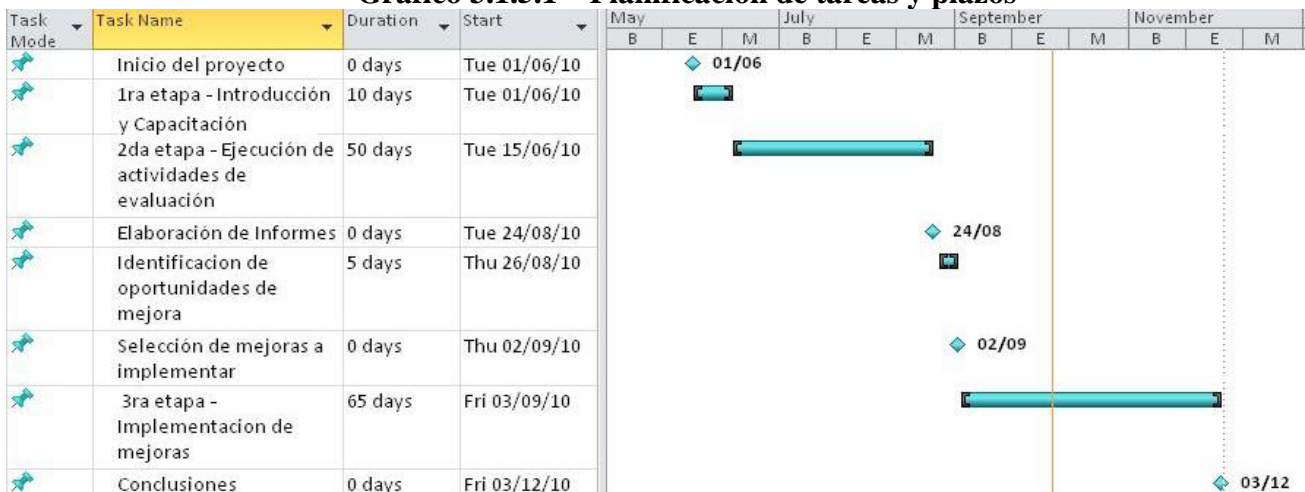 Gráfico 3.1.3.1 – Planificación de tareas y plazos
Task Mode Task Name Duration Start May July September November
B E M B E M B E M B E M
Inicio del proyecto 0 days Tue 01/06/10 01/06
1ra etapa - Introducción 10 days Tue 01/06/10
y Capacitación
2da etapa - Ejecución de 50 days Tue 15/06/10
actividades de
evaluación
Elaboración de Informes 0 days Tue 24/08/10 24/08
Identificacion de 5 days Thu 26/08/10
oportunidades de
mejora
Selección de mejoras a 0 days Thu 02/09/10 02/09
implementar
3ra etapa - 65 days Fri 03/09/10
Implementacion de
mejoras
Conclusiones 0 days Fri 03/12/10 03/12